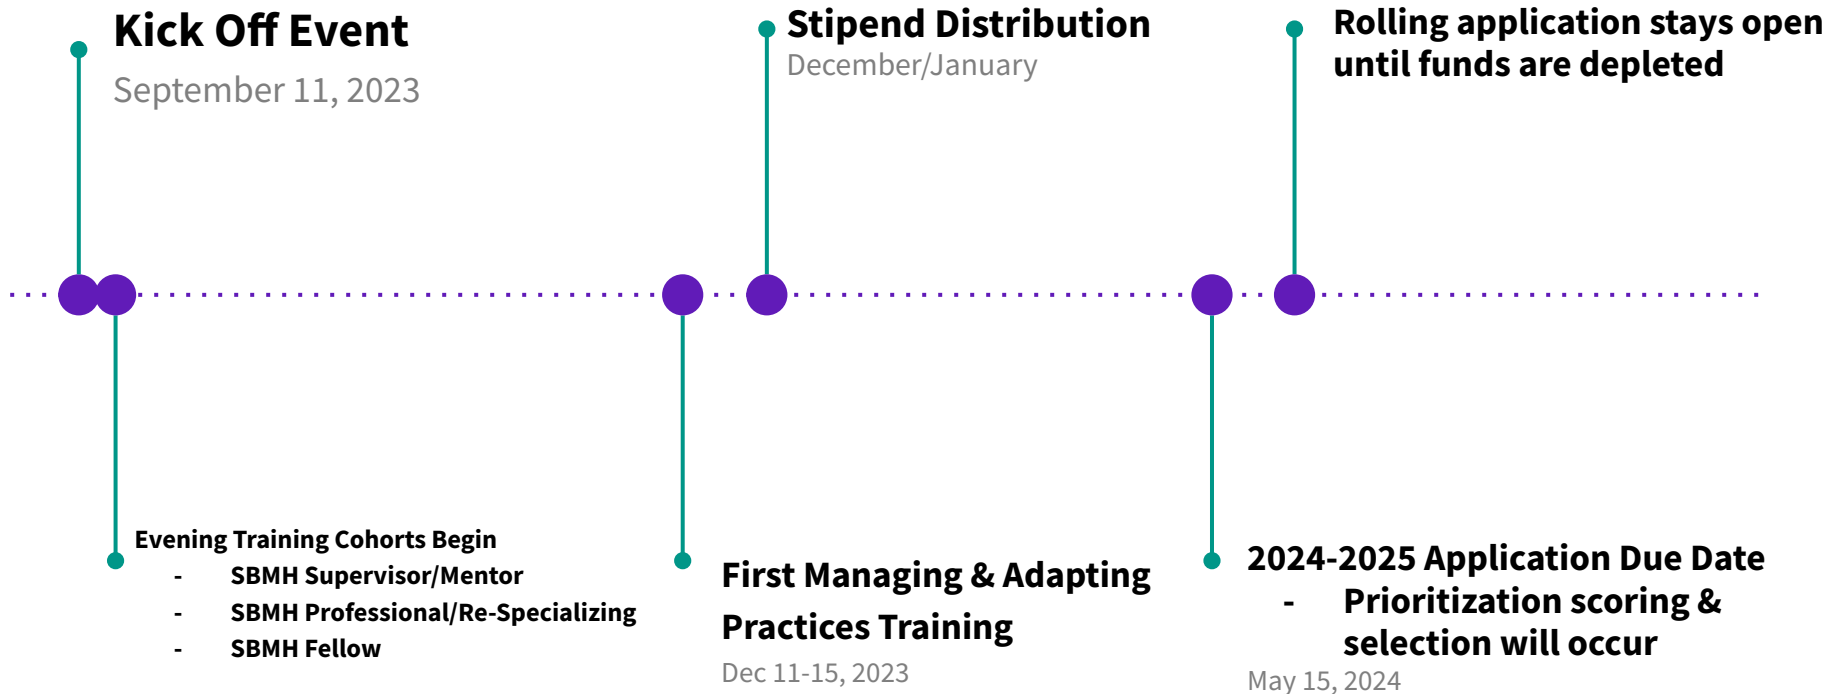 Kick Off Event
September 11, 2023
Stipend Distribution
December/January
Rolling application stays open
until funds are depleted
Evening Training Cohorts Begin
- SBMH Supervisor/Mentor
- SBMH Professional/Re-Specializing
- SBMH Fellow
First Managing & Adapting
Practices Training
Dec 11-15, 2023
2024-2025 Application Due Date
- Prioritization scoring &
selection will occur
May 15, 2024